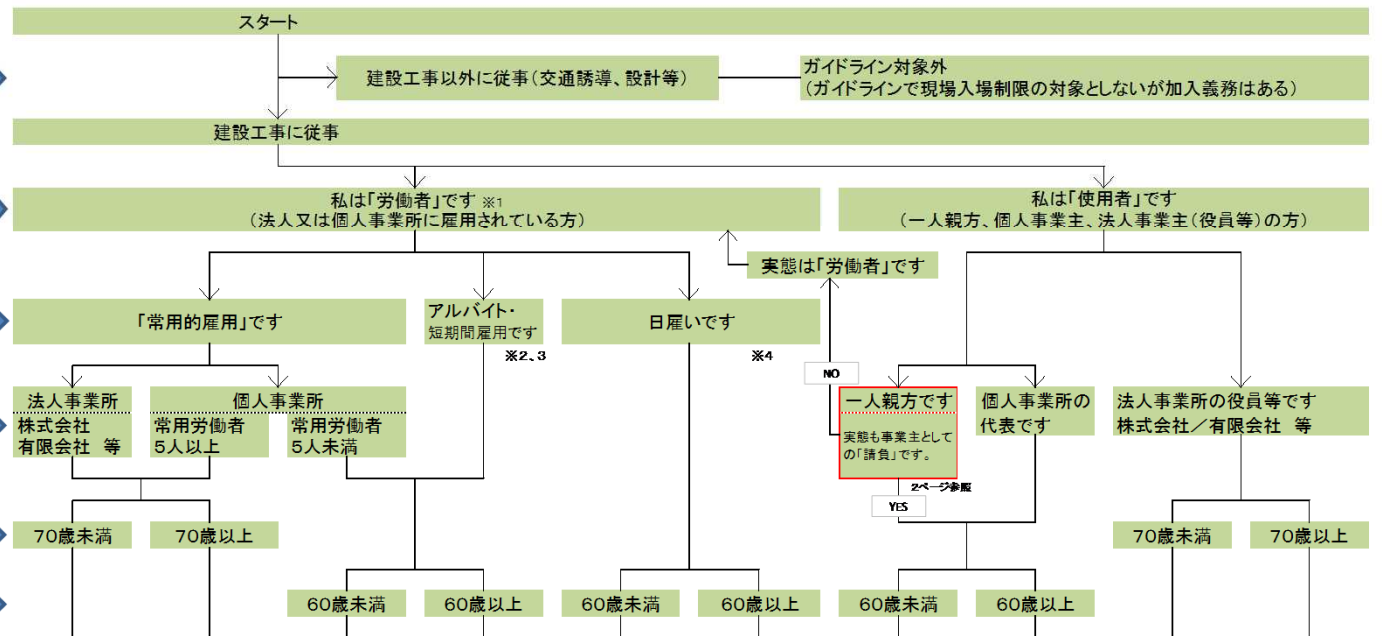 スタート
建設工事以外に従事(交通誘導、設計等)
ガイドライン対象外
(ガイドラインで現場入場制限の対象としないが加入義務はある)
建設工事に従事
私は「労働者」です ※1
(法人又は個人事業所に雇用されている方)
私は「使用者」です
(一人親方、個人事業主、法人事業主(役員等)の方)
実態は「労働者」です
「常用的雇用」です
アルバイト・
短期間雇用です
※2、3
日雇いです
※4
NO
法人事業所
株式会社
有限会社 等
個人事業所
常用労働者
5人以上
常用労働者
5人未満
一人親方です
実態も事業主として
の「請負」です。
2ページ参照
YES
個人事業所の
代表です
法人事業所の役員等です
株式会社/有限会社 等
70歳未満
70歳以上
70歳未満
70歳以上
60歳未満
60歳以上
60歳未満
60歳以上
60歳未満
60歳以上